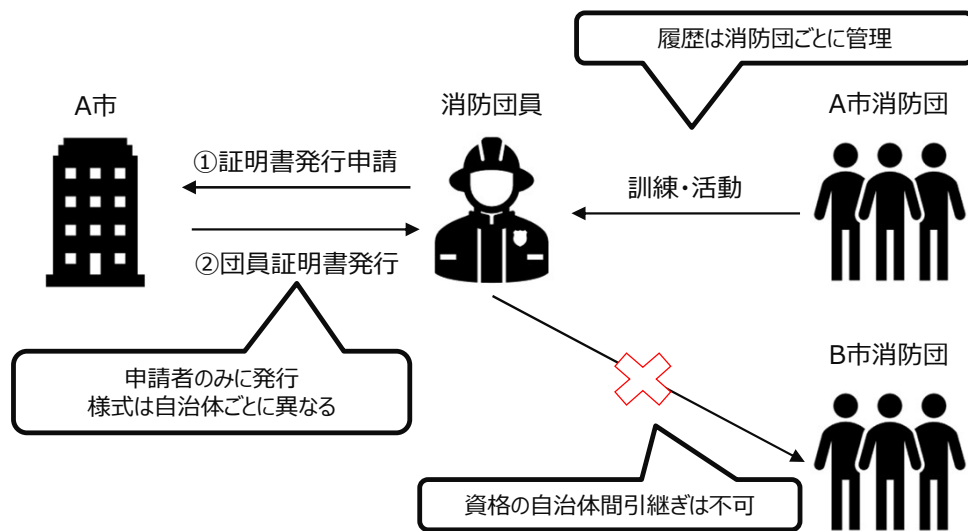 履歴は消防団ごとに管理
A市
消防団員
A市消防団
①証明書発行申請
訓練・活動
②団員証明書発行
申請者のみに発行
様式は自治体ごとに異なる
B市消防団
資格の自治体間引継ぎは不可